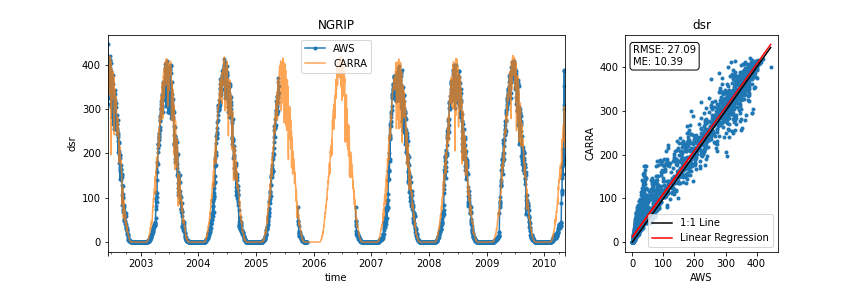 NGRIP
AWS
CARRA
dsr
400
300
200
100
0
2003 2004 2005 2006 2007 2008 2009 2010
time
dsr
RMSE: 27.09
ME: 10.39
CARRA
400
300
200
100
0
1:1 Line
Linear Regression
0 100 200 300 400
AWS